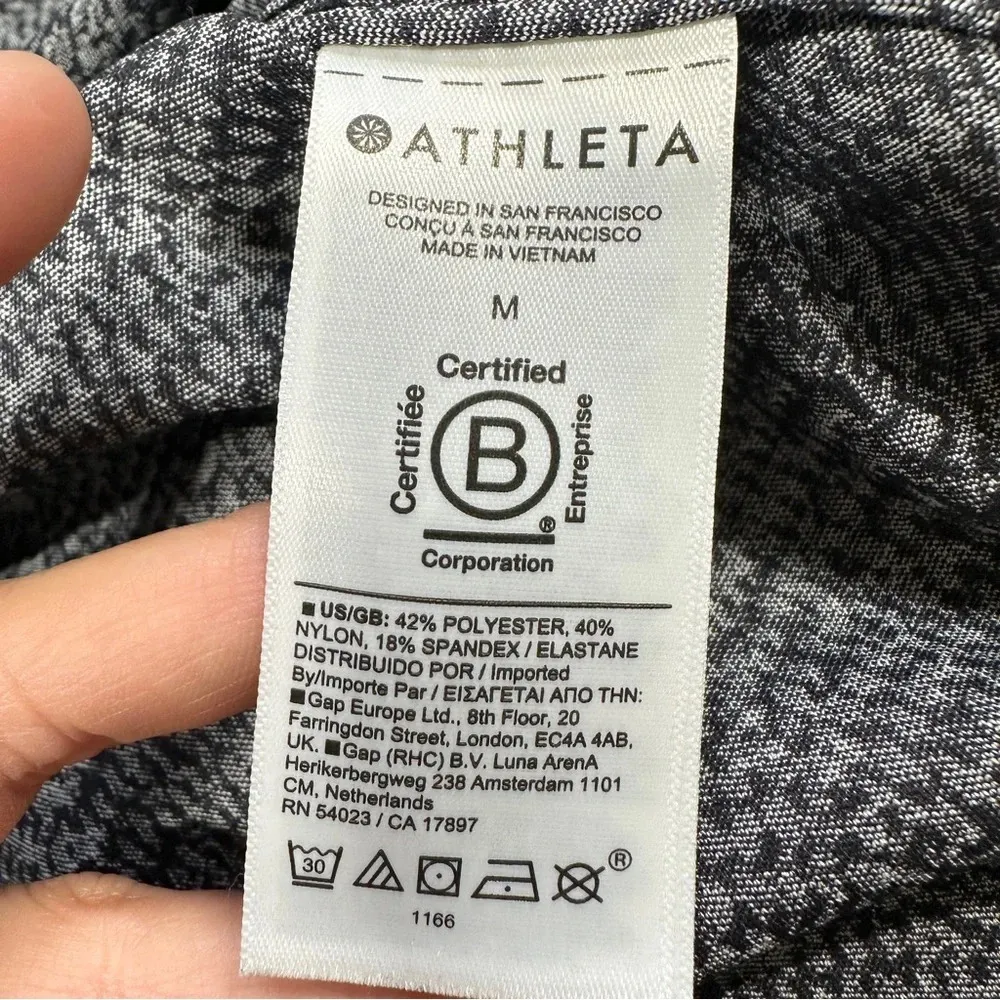 ATHLETA
DESIGNED IN SAN FRANCISCO
CONÇU À SAN FRANCISCO
MADE IN VIETNAM
M
Certified
Certifiée
B
Entreprise
®
Corporation
■ US/GB: 42% POLYESTER, 40%
NYLON, 18% SPANDEX / ELASTANE
DISTRIBUIDO POR / Imported
By/Importe Par / ΕΙΣΑΓΕΤΑΙ ΑΠΟ ΤΗΝ:
■Gap Europe Ltd., 8th Floor, 20
Farringdon Street, London, EC4A 4AB,
UK. ■Gap (RHC) B.V. Luna ArenA
Herikerbergweg 238 Amsterdam 1101
CM, Netherlands
RN 54023 / CA 17897
30
®
1166